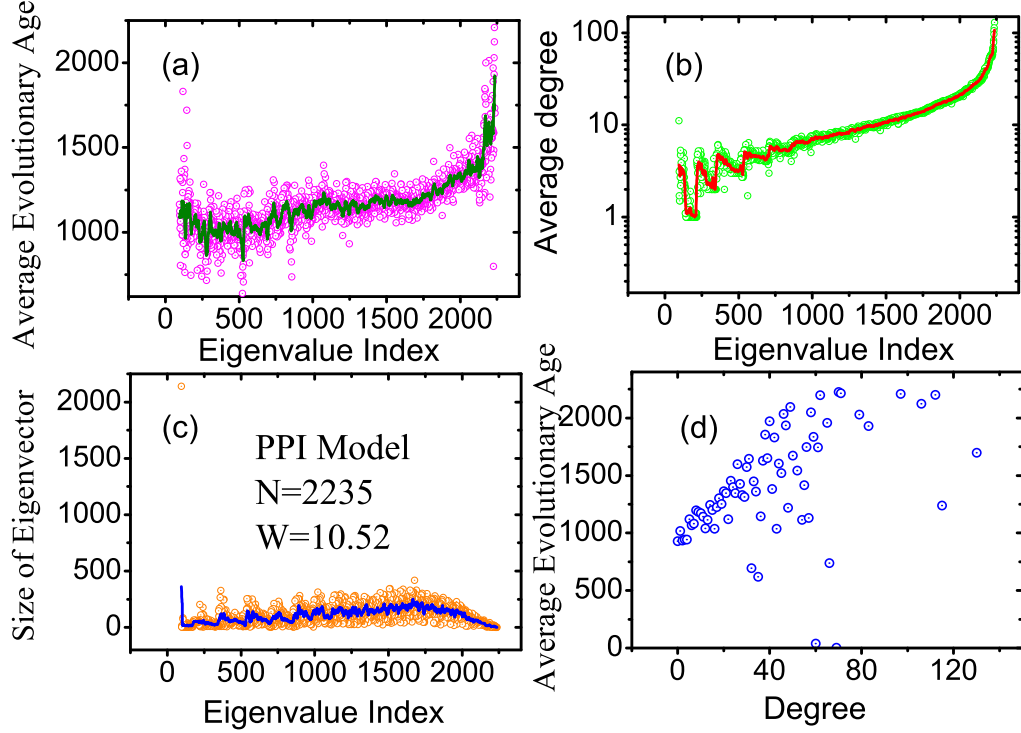 Average Evolutionary Age
2000
1500
1000
(a)
0
500
1000
1500
2000
Eigenvalue Index
Average degree
100
10
1
(b)
0
500
1000
1500
2000
Eigenvalue Index
Size of Eigenvector
2000
1500
1000
500
0
(c)
PPI Model
N=2235
W=10.52
0
500
1000
1500
2000
Eigenvalue Index
Average Evolutionary Age
2000
1500
1000
500
0
(d)
0
40
80
120
Degree